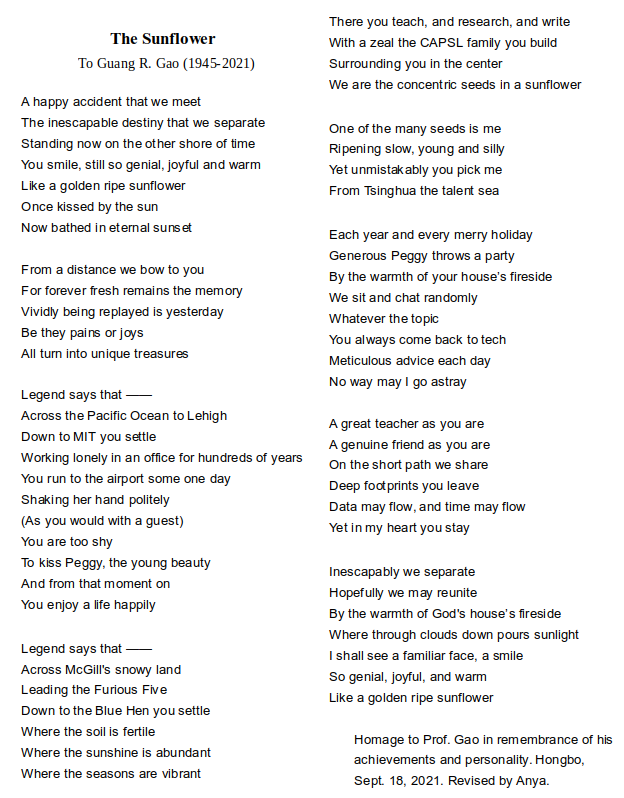 The Sunflower
To Guang R. Gao (1945-2021)
A happy accident that we meet
The inescapable destiny that we separate
Standing now on the other shore of time
You smile, still so genial, joyful and warm
Like a golden ripe sunflower
Once kissed by the sun
Now bathed in eternal sunset
From a distance we bow to you
For forever fresh remains the memory
Vividly being replayed is yesterday
Be they pains or joys
All turn into unique treasures
Legend says that ——
Across the Pacific Ocean to Lehigh
Down to MIT you settle
Working lonely in an office for hundreds of years
You run to the airport some one day
Shaking her hand politely
(As you would with a guest)
You are too shy
To kiss Peggy, the young beauty
And from that moment on
You enjoy a life happily
Legend says that ——
Across McGill's snowy land
Leading the Furious Five
Down to the Blue Hen you settle
Where the soil is fertile
Where the sunshine is abundant
Where the seasons are vibrant
There you teach, and research, and write
With a zeal the CAPSL family you build
Surrounding you in the center
We are the concentric seeds in a sunflower
One of the many seeds is me
Ripening slow, young and silly
Yet unmistakably you pick me
From Tsinghua the talent sea
Each year and every merry holiday
Generous Peggy throws a party
By the warmth of your house’s fireside
We sit and chat randomly
Whatever the topic
You always come back to tech
Meticulous advice each day
No way may I go astray
A great teacher as you are
A genuine friend as you are
On the short path we share
Deep footprints you leave
Data may flow, and time may flow
Yet in my heart you stay
Inescapably we separate
Hopefully we may reunite
By the warmth of God's house’s fireside
Where through clouds down pours sunlight
I shall see a familiar face, a smile
So genial, joyful, and warm
Like a golden ripe sunflower
Homage to Prof. Gao in remembrance of his
achievements and personality. Hongbo,
Sept. 18, 2021. Revised by Anya.